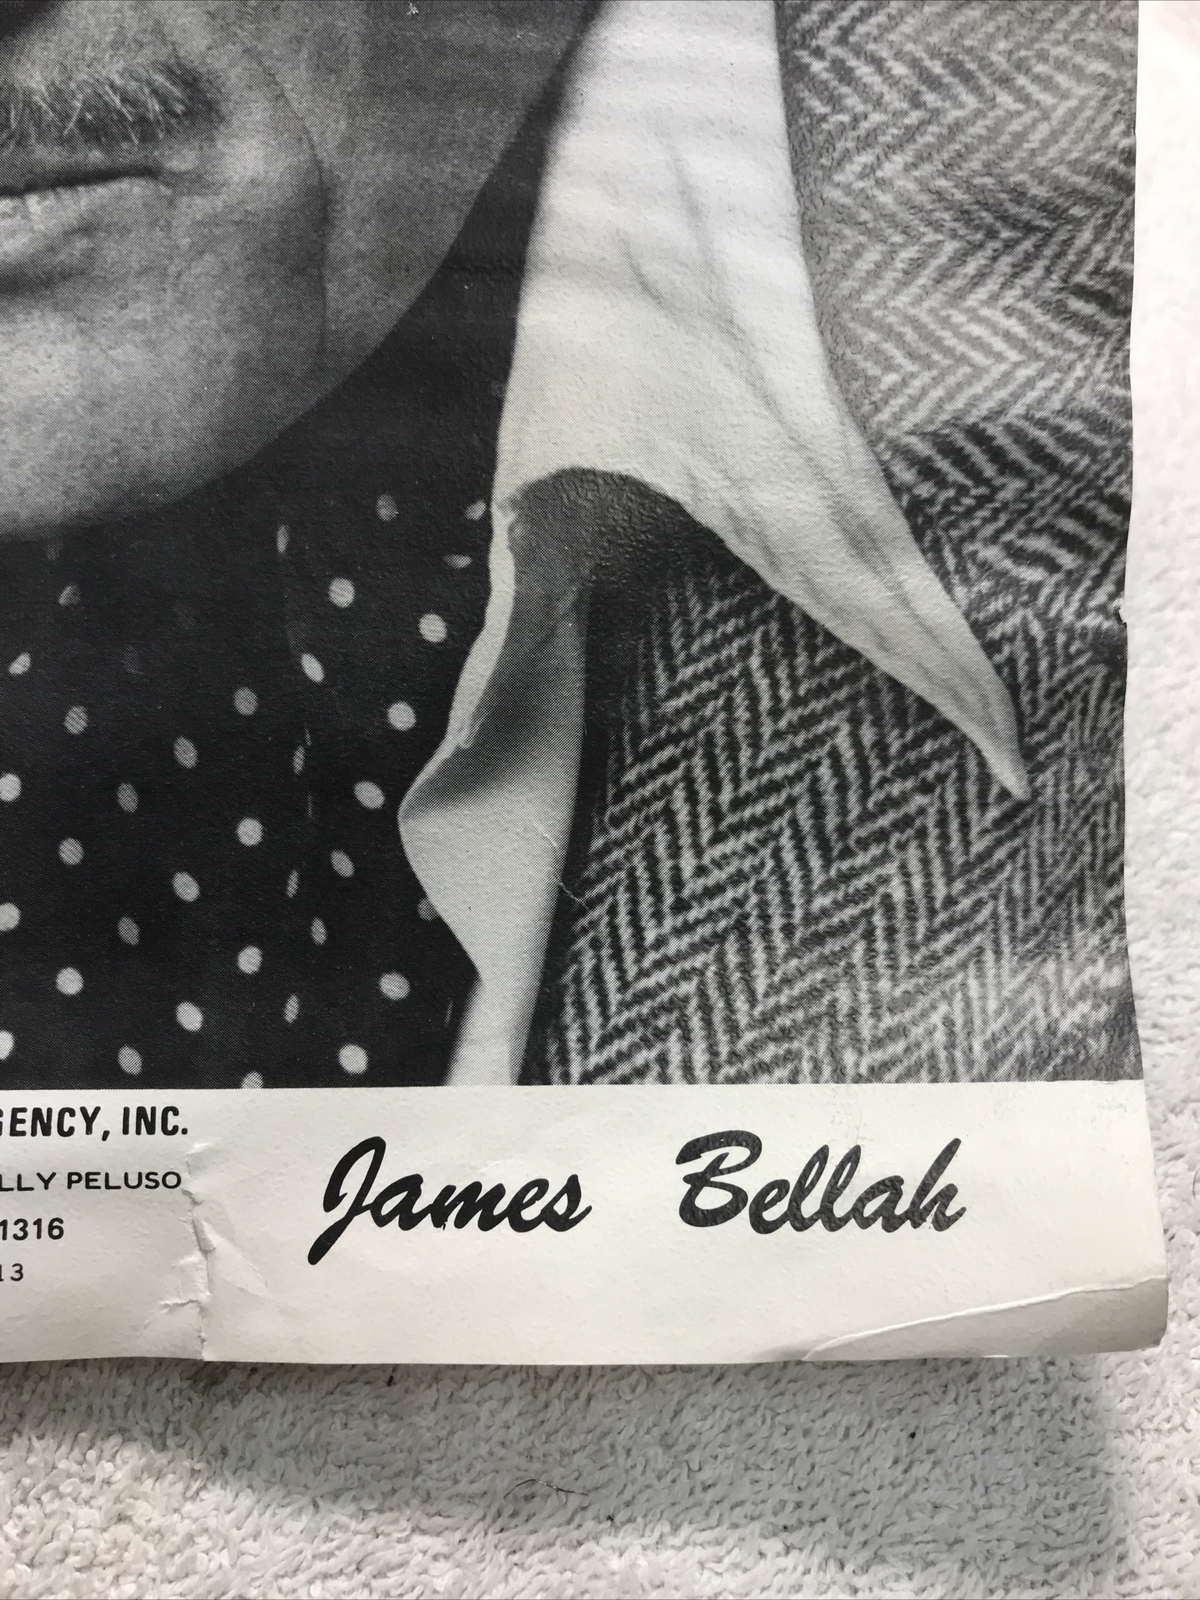 GENCY, INC.
LLY PELUSO
1316
13
James Bellah